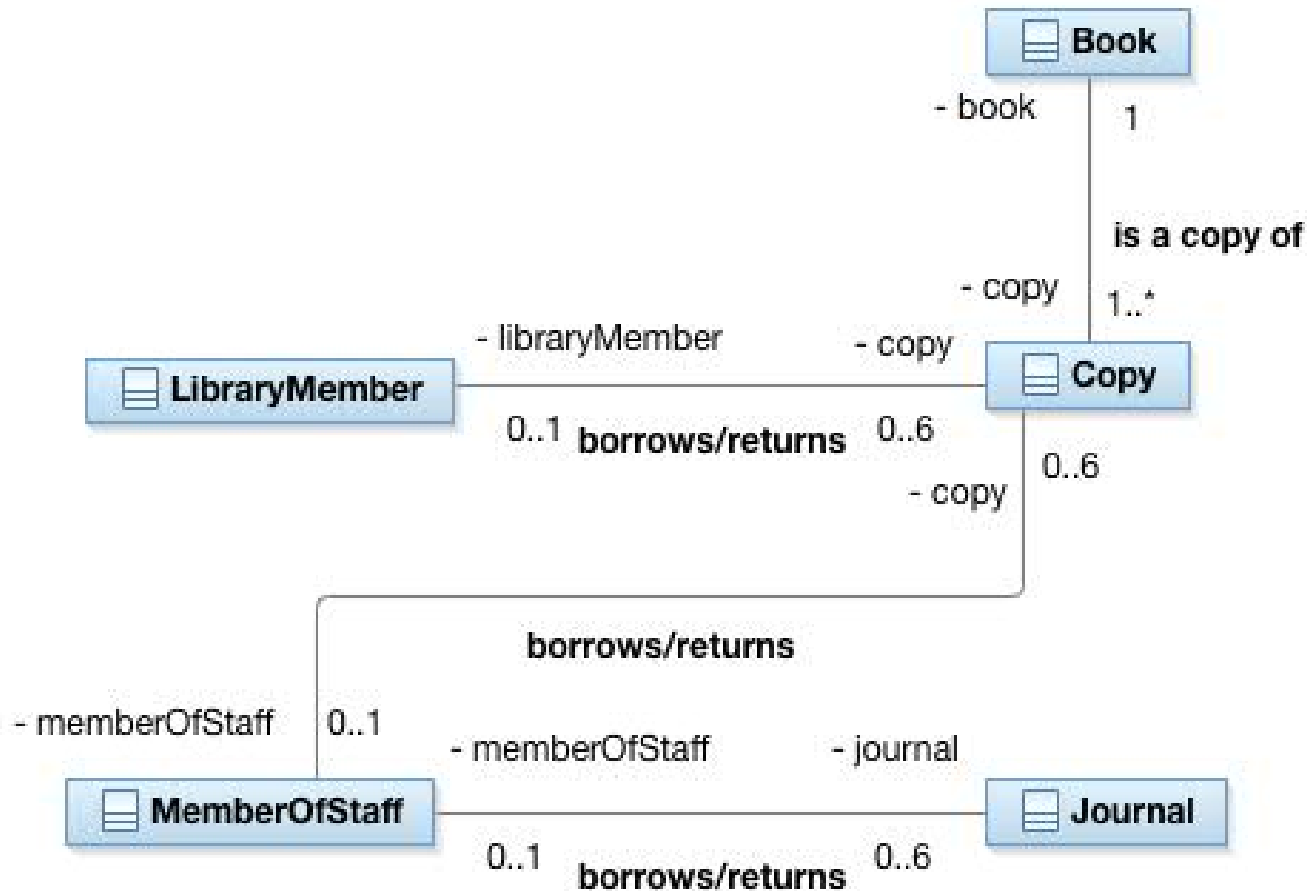 Book
- book
1
is a copy of
- copy
1..*
- libraryMember
- copy
LibraryMember
Copy
0..1
borrows/returns
0..6
0..6
- copy
borrows/returns
- memberOfStaff
0..1
- memberOfStaff
- journal
MemberOfStaff
Journal
0..1
borrows/returns
0..6